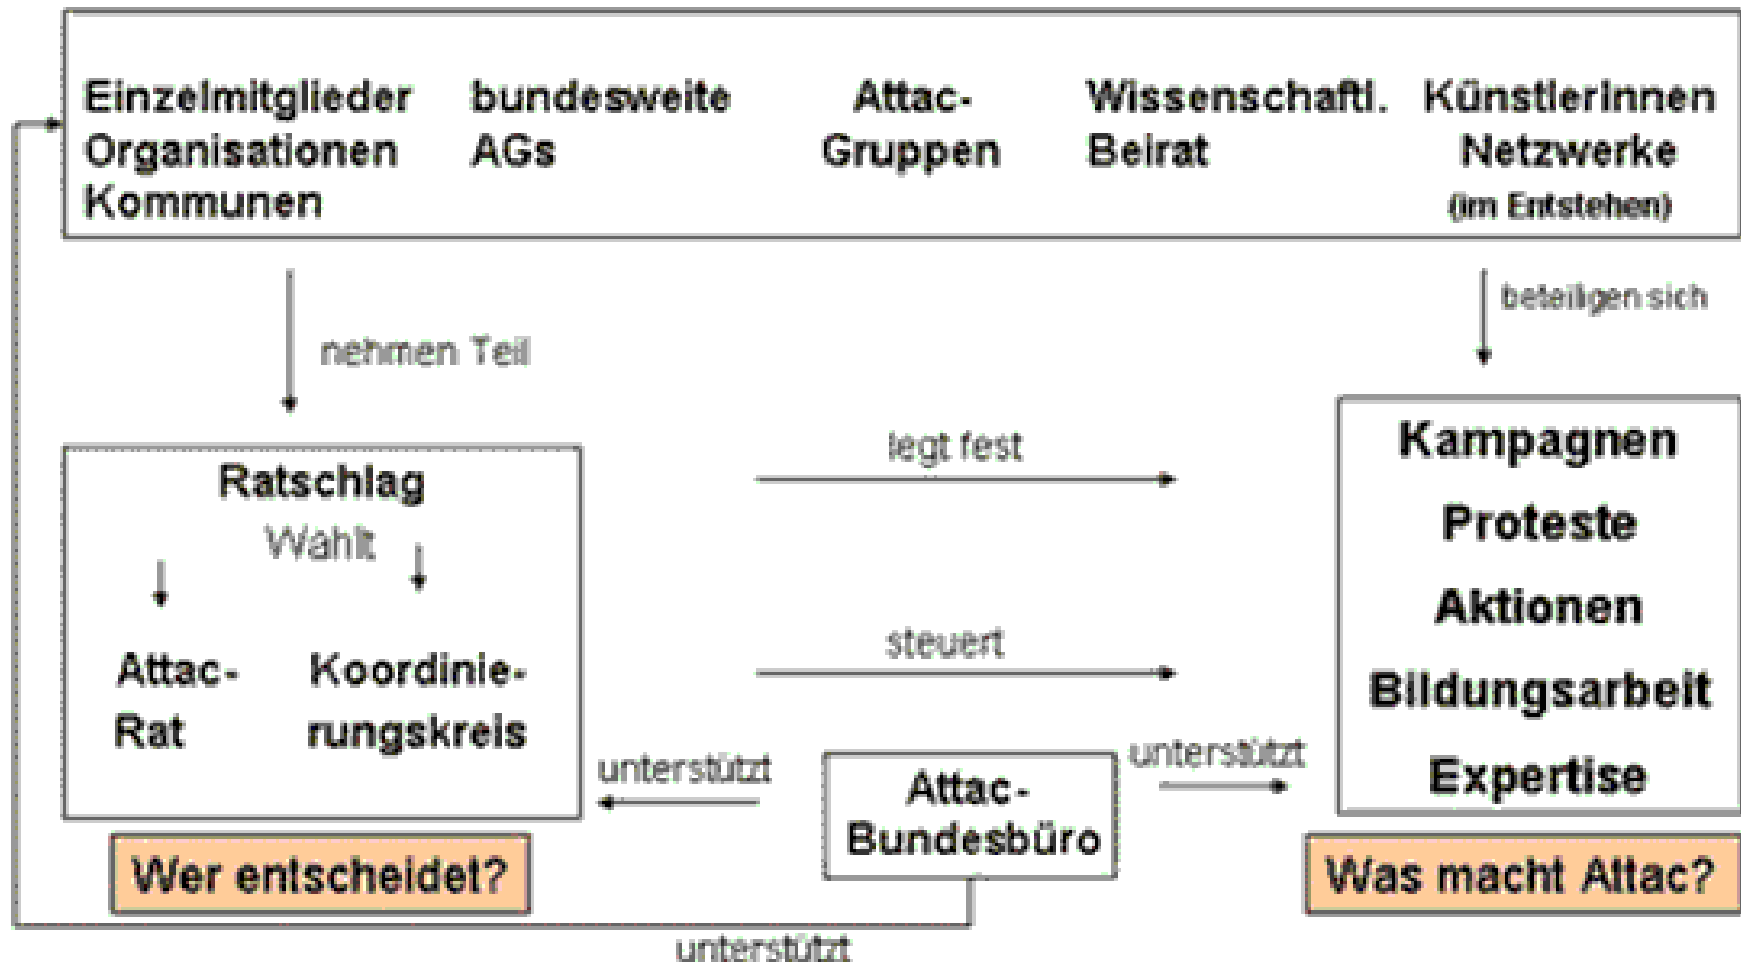 Einzelmitglieder
Organisationen
Kommunen
bundesweite
AGs
Attac-
Gruppen
Wissenschaftl.
Beirat
KünstlerInnen
Netzwerke
(im Entstehen)
nehmen Teil
beteiligen sich
Ratschlag
Wählt
Attac-
Rat
Koordinie-
rungskreis
legt fest
steuert
Kampagnen
Proteste
Aktionen
Bildungsarbeit
Expertise
unterstützt
Attac-
Bundesbüro
unterstützt
Wer entscheidet?
Was macht Attac?
unterstützt